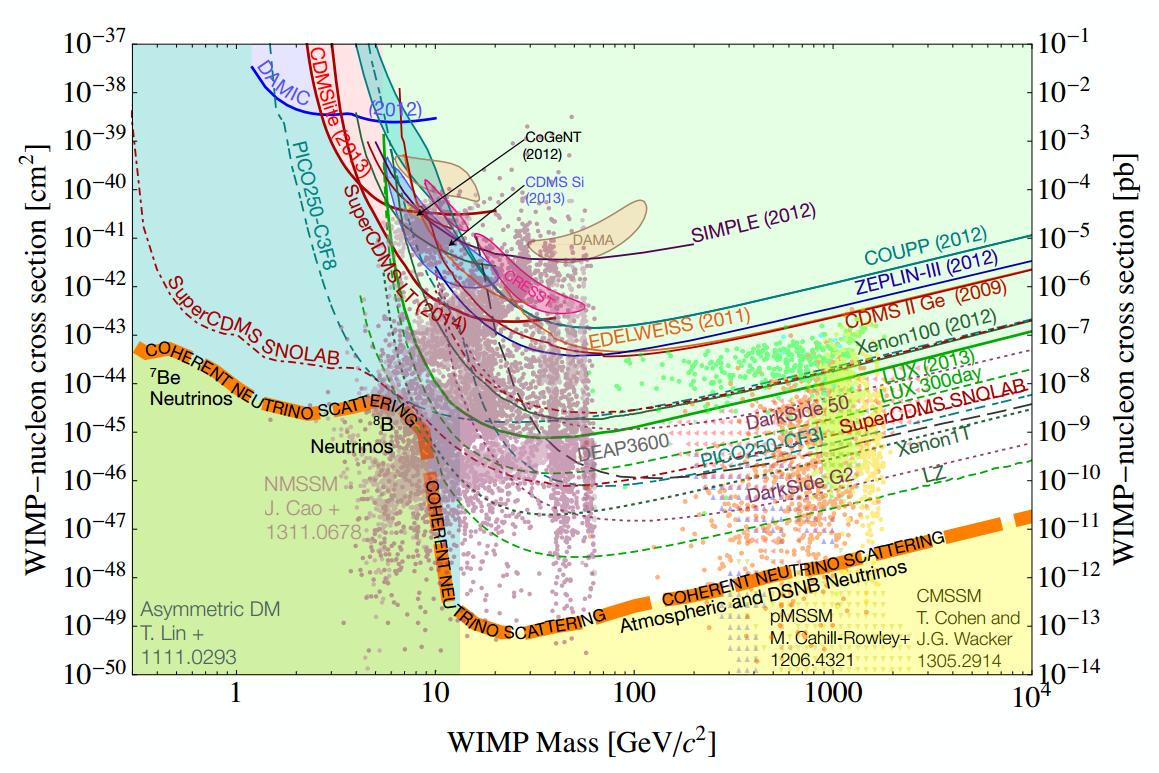 WIMP−nucleon cross section [cm2]
10−37
10−38
10−39
10−40
10−41
10−42
10−43
10−44
10−45
10−46
10−47
10−48
10−49
10−50
10−1
10−2
10−3
10−4
10−5
10−6
10−7
10−8
10−9
10−10
10−11
10−12
10−13
10−14
WIMP−nucleon cross section [pb]
1
10
100
1000
104
WIMP Mass [GeV/c2]
DAMIC
(2012)
CDMSlite (2013)
PICO250-C3F8
CoGeNT
(2012)
CDMS Si
(2013)
SuperCDMS LT (2014)
DAMA
CRESST
SIMPLE (2012)
COUPP (2012)
ZEPLIN-III (2012)
EDELWEISS (2011)
CDMS II Ge (2009)
Xenon100 (2012)
LUX (2013)
LUX 300day
SuperCDMS SNOLAB
SuperCDMS SNOLAB
DarkSide 50
DEAP3600
PICO250-CF3I
Xenon1T
DarkSide G2
LZ
COHERENT NEUTRINO SCATTERING
7Be
Neutrinos
8B
Neutrinos
COHERENT NEUTRINO SCATTERING
COHERENT NEUTRINO SCATTERING
Atmospheric and DSNB Neutrinos
NMSSM
J. Cao +
1311.0678
Asymmetric DM
T. Lin +
1111.0293
pMSSM
M. Cahill-Rowley+
1206.4321
CMSSM
T. Cohen and
J.G. Wacker
1305.2914